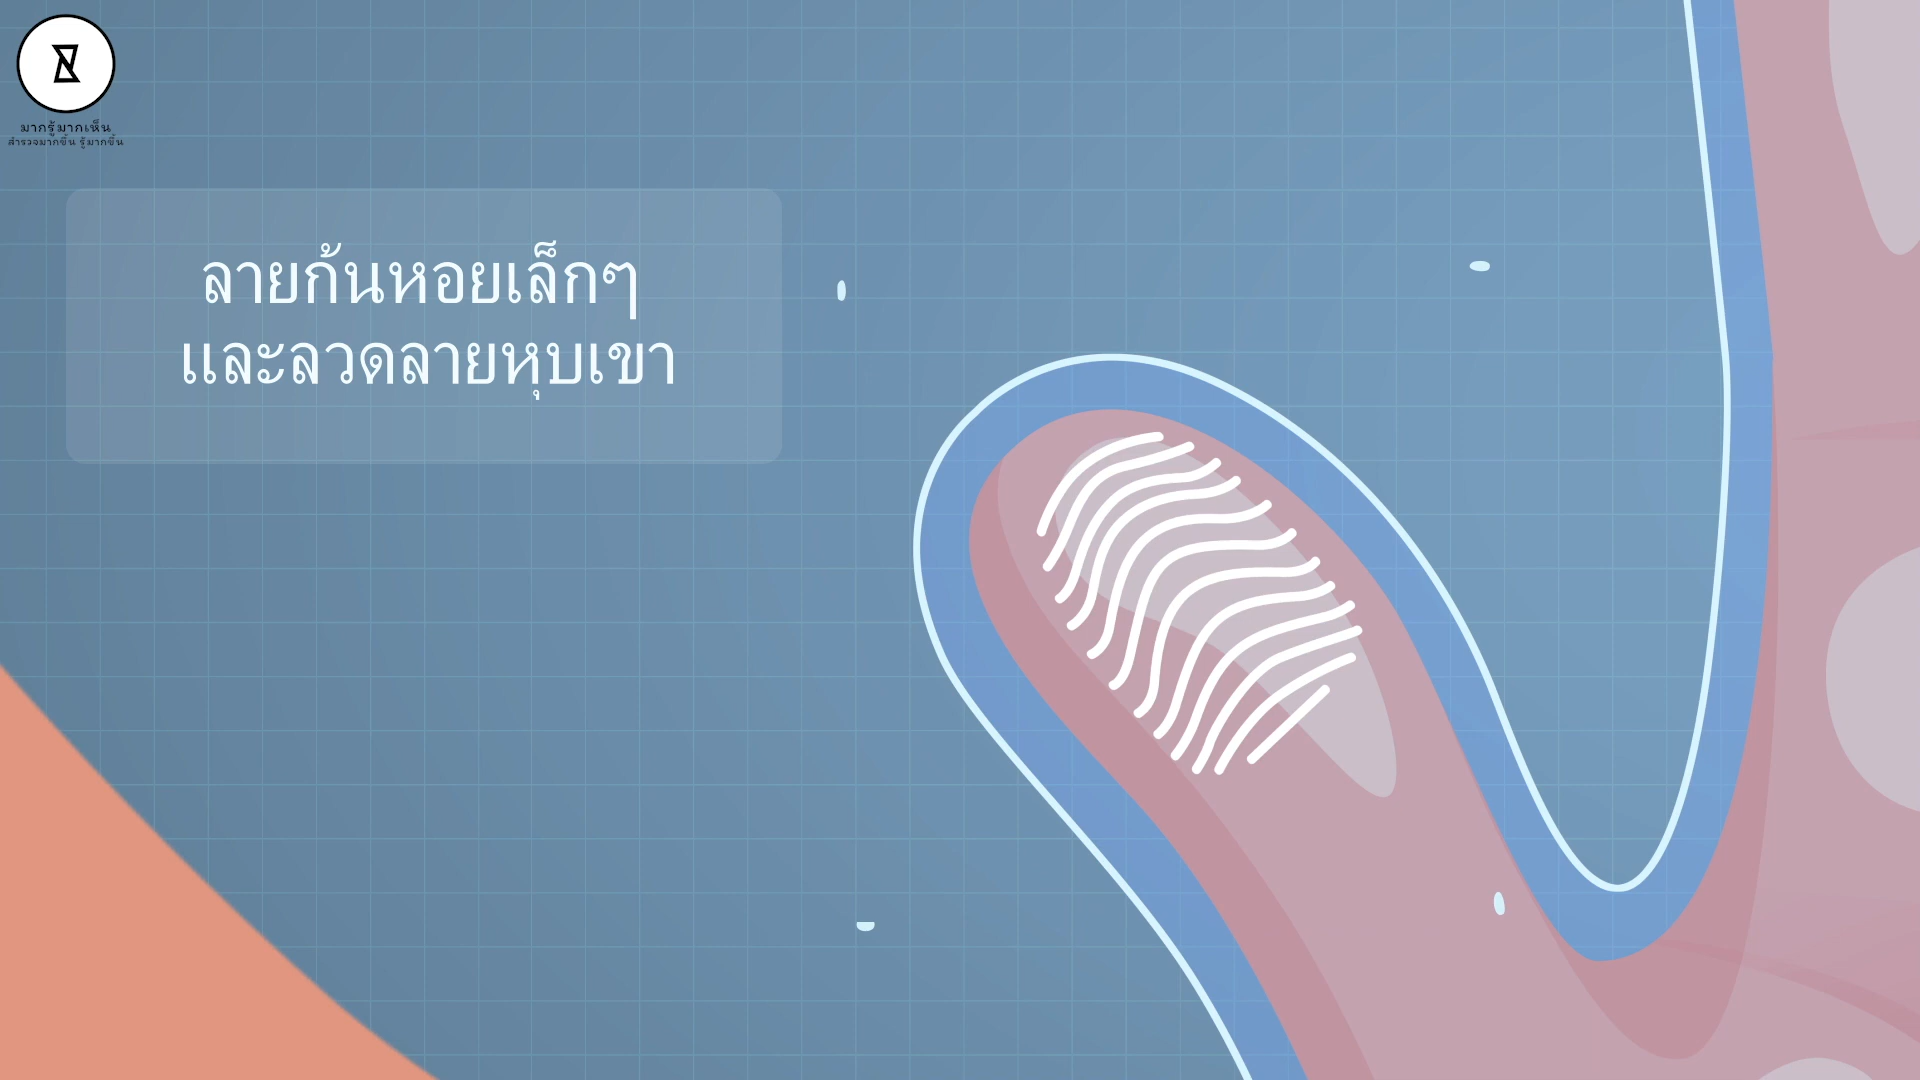 มากรู้มากเห็น
สำรวจมากขึ้น รู้มากขึ้น
ลายก้นหอยเล็กๆ
และลวดลายหุบเขา